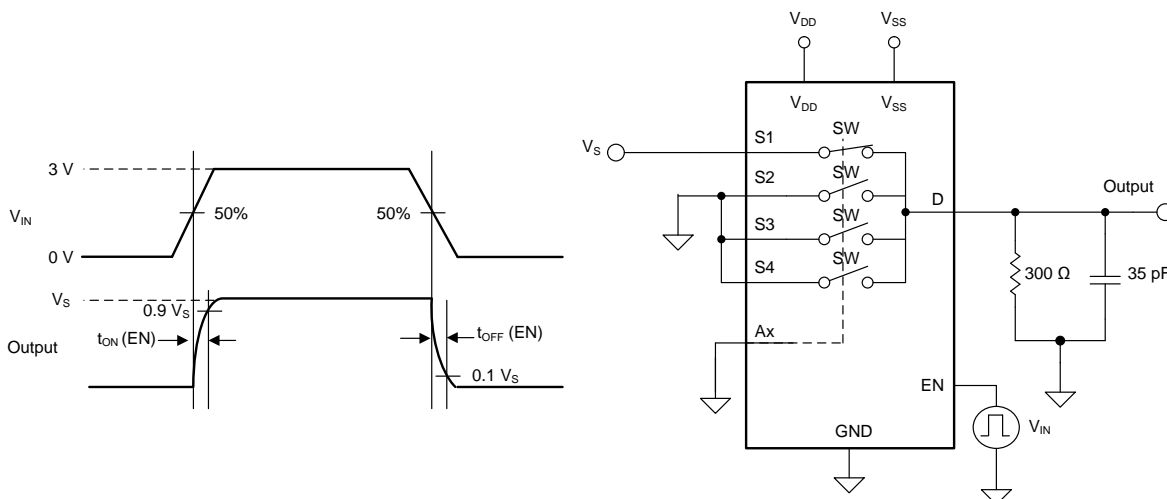 3 V
V_IN
50%
50%
0 V
V_S
0.9 V_S
t_ON (EN)
t_OFF (EN)
Output
0.1 V_S
V_DD
V_SS
V_DD
V_SS
V_S
S1
SW
S2
SW
S3
SW
S4
SW
D
Output
300 Ω
35 pF
Ax
EN
V_IN
GND